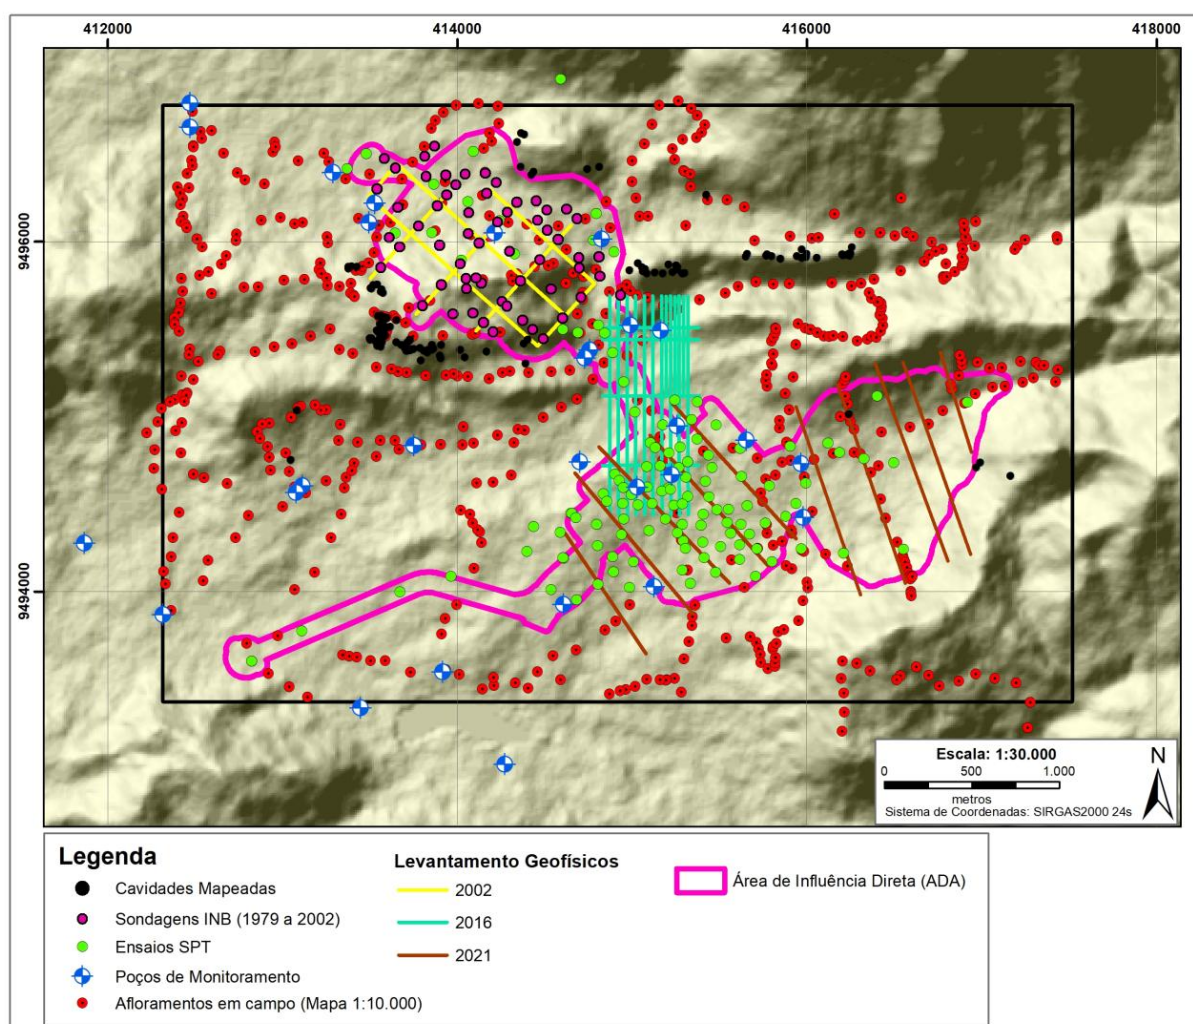 412000 414000 416000 418000
9496000
9494000
Escala: 1:30.000
N
0 500 1.000
metros
Sistema de Coordenadas: SIRGAS2000 24s
Legenda
Cavidades Mapeadas
Sondagens INB (1979 a 2002)
Ensaios SPT
Poços de Monitoramento
Afloramentos em campo (Mapa 1:10.000)
Levantamento Geofísicos
2002
2016
2021
Área de Influência Direta (ADA)